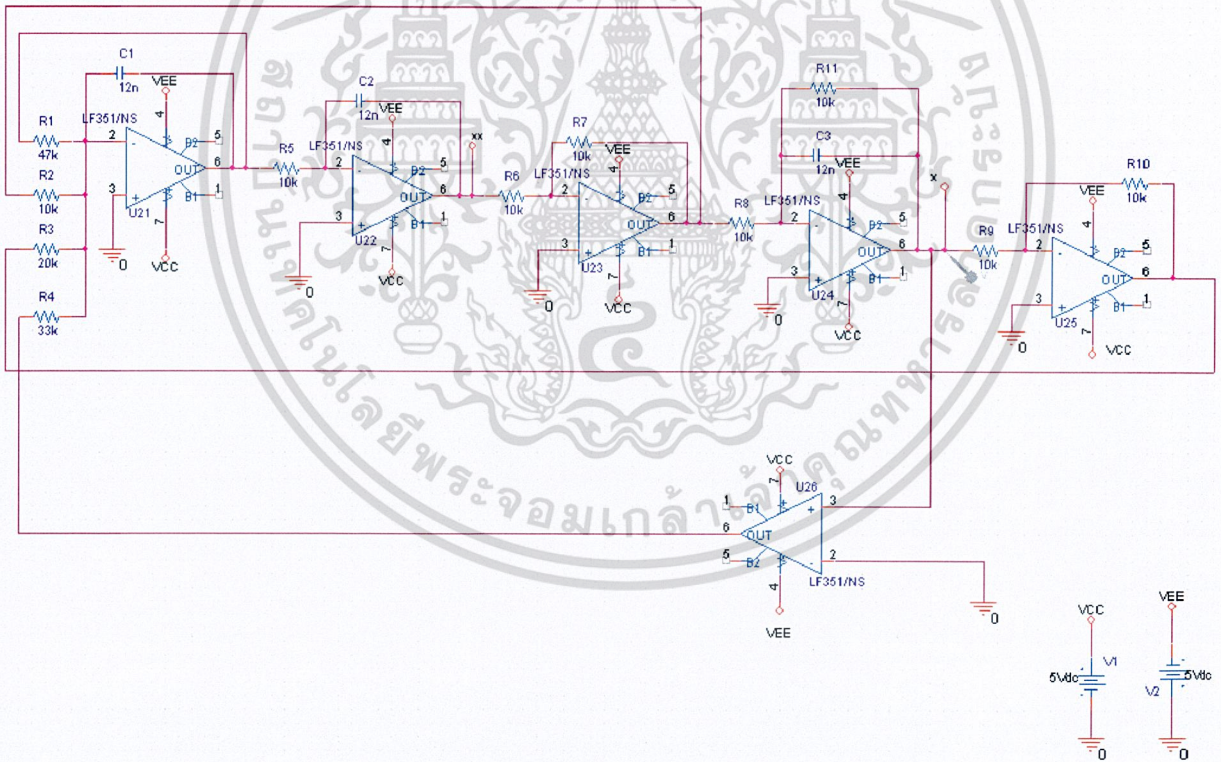 C1
12n
VEE
4
R1
47k
LF351/NS
2
B2
5
OUT
6
3
B1
1
U21
7
VCC
0
R2
10k
R3
20k
R4
33k
R5
10k
C2
12n
VEE
4
LF351/NS
2
B2
5
OUT
6
3
B1
1
U22
7
VCC
0
xx
R6
10k
R7
10k
VEE
4
LF351/NS
2
B2
5
OUT
6
3
B1
1
U23
7
VCC
0
R8
10k
R11
10k
C3
12n
VEE
4
LF351/NS
2
B2
5
OUT
6
3
B1
1
U24
7
VCC
0
x
R9
10k
R10
10k
VEE
4
LF351/NS
2
B2
5
OUT
6
3
B1
1
U25
7
VCC
0
VCC
7
U26
1
B1
3
6
OUT
5
B2
2
4
LF351/NS
VEE
0
VCC
V1
5Vdc
0
VEE
5Vdc
V2
0